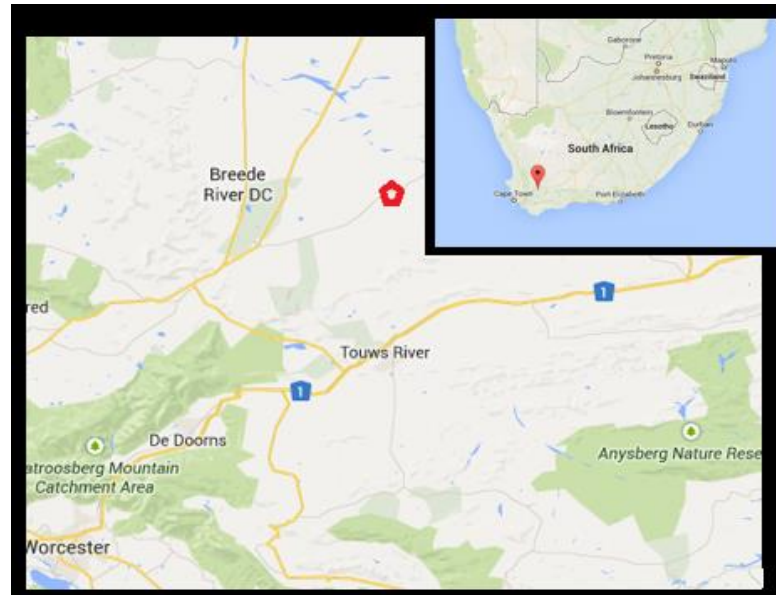 Gaborone
Pretoria
Maputo
Johannesburg
Swaziland
Bloemfontein
Lesotho
Durban
South Africa
Cape Town
Port Elizabeth
Breede
River DC
1
red
Touws River
1
De Doorns
atroosberg Mountain
Catchment Area
Anysberg Nature Rese
Worcester